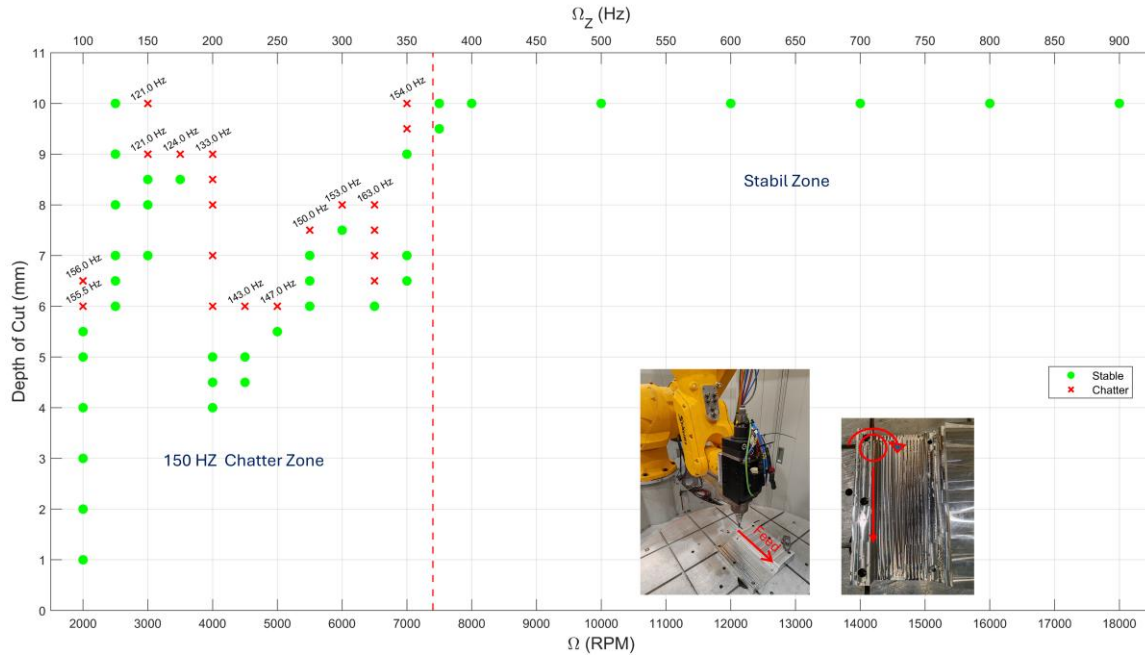 Ω_Z (Hz)
100 150 200 250 300 350 400 450 500 550 600 650 700 750 800 850 900
11
10
9
8
7
6
5
4
3
2
1
0
Depth of Cut (mm)
121.0 Hz
154.0 Hz
121.0 Hz
124.0 Hz
133.0 Hz
150.0 Hz
153.0 Hz
163.0 Hz
156.0 Hz
155.5 Hz
143.0 Hz
147.0 Hz
Stabil Zone
150 HZ Chatter Zone
Stable
Chatter
Feed
2000 3000 4000 5000 6000 7000 8000 9000 10000 11000 12000 13000 14000 15000 16000 17000 18000
Ω (RPM)